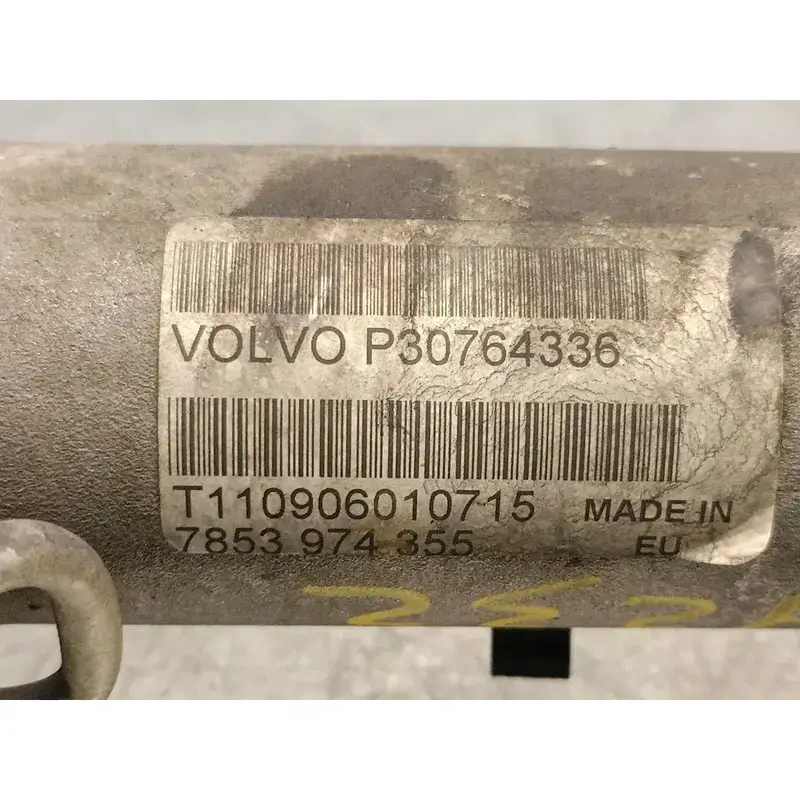 VOLVO P30764336
T110906010715 MADE IN
7853 974 355 EU